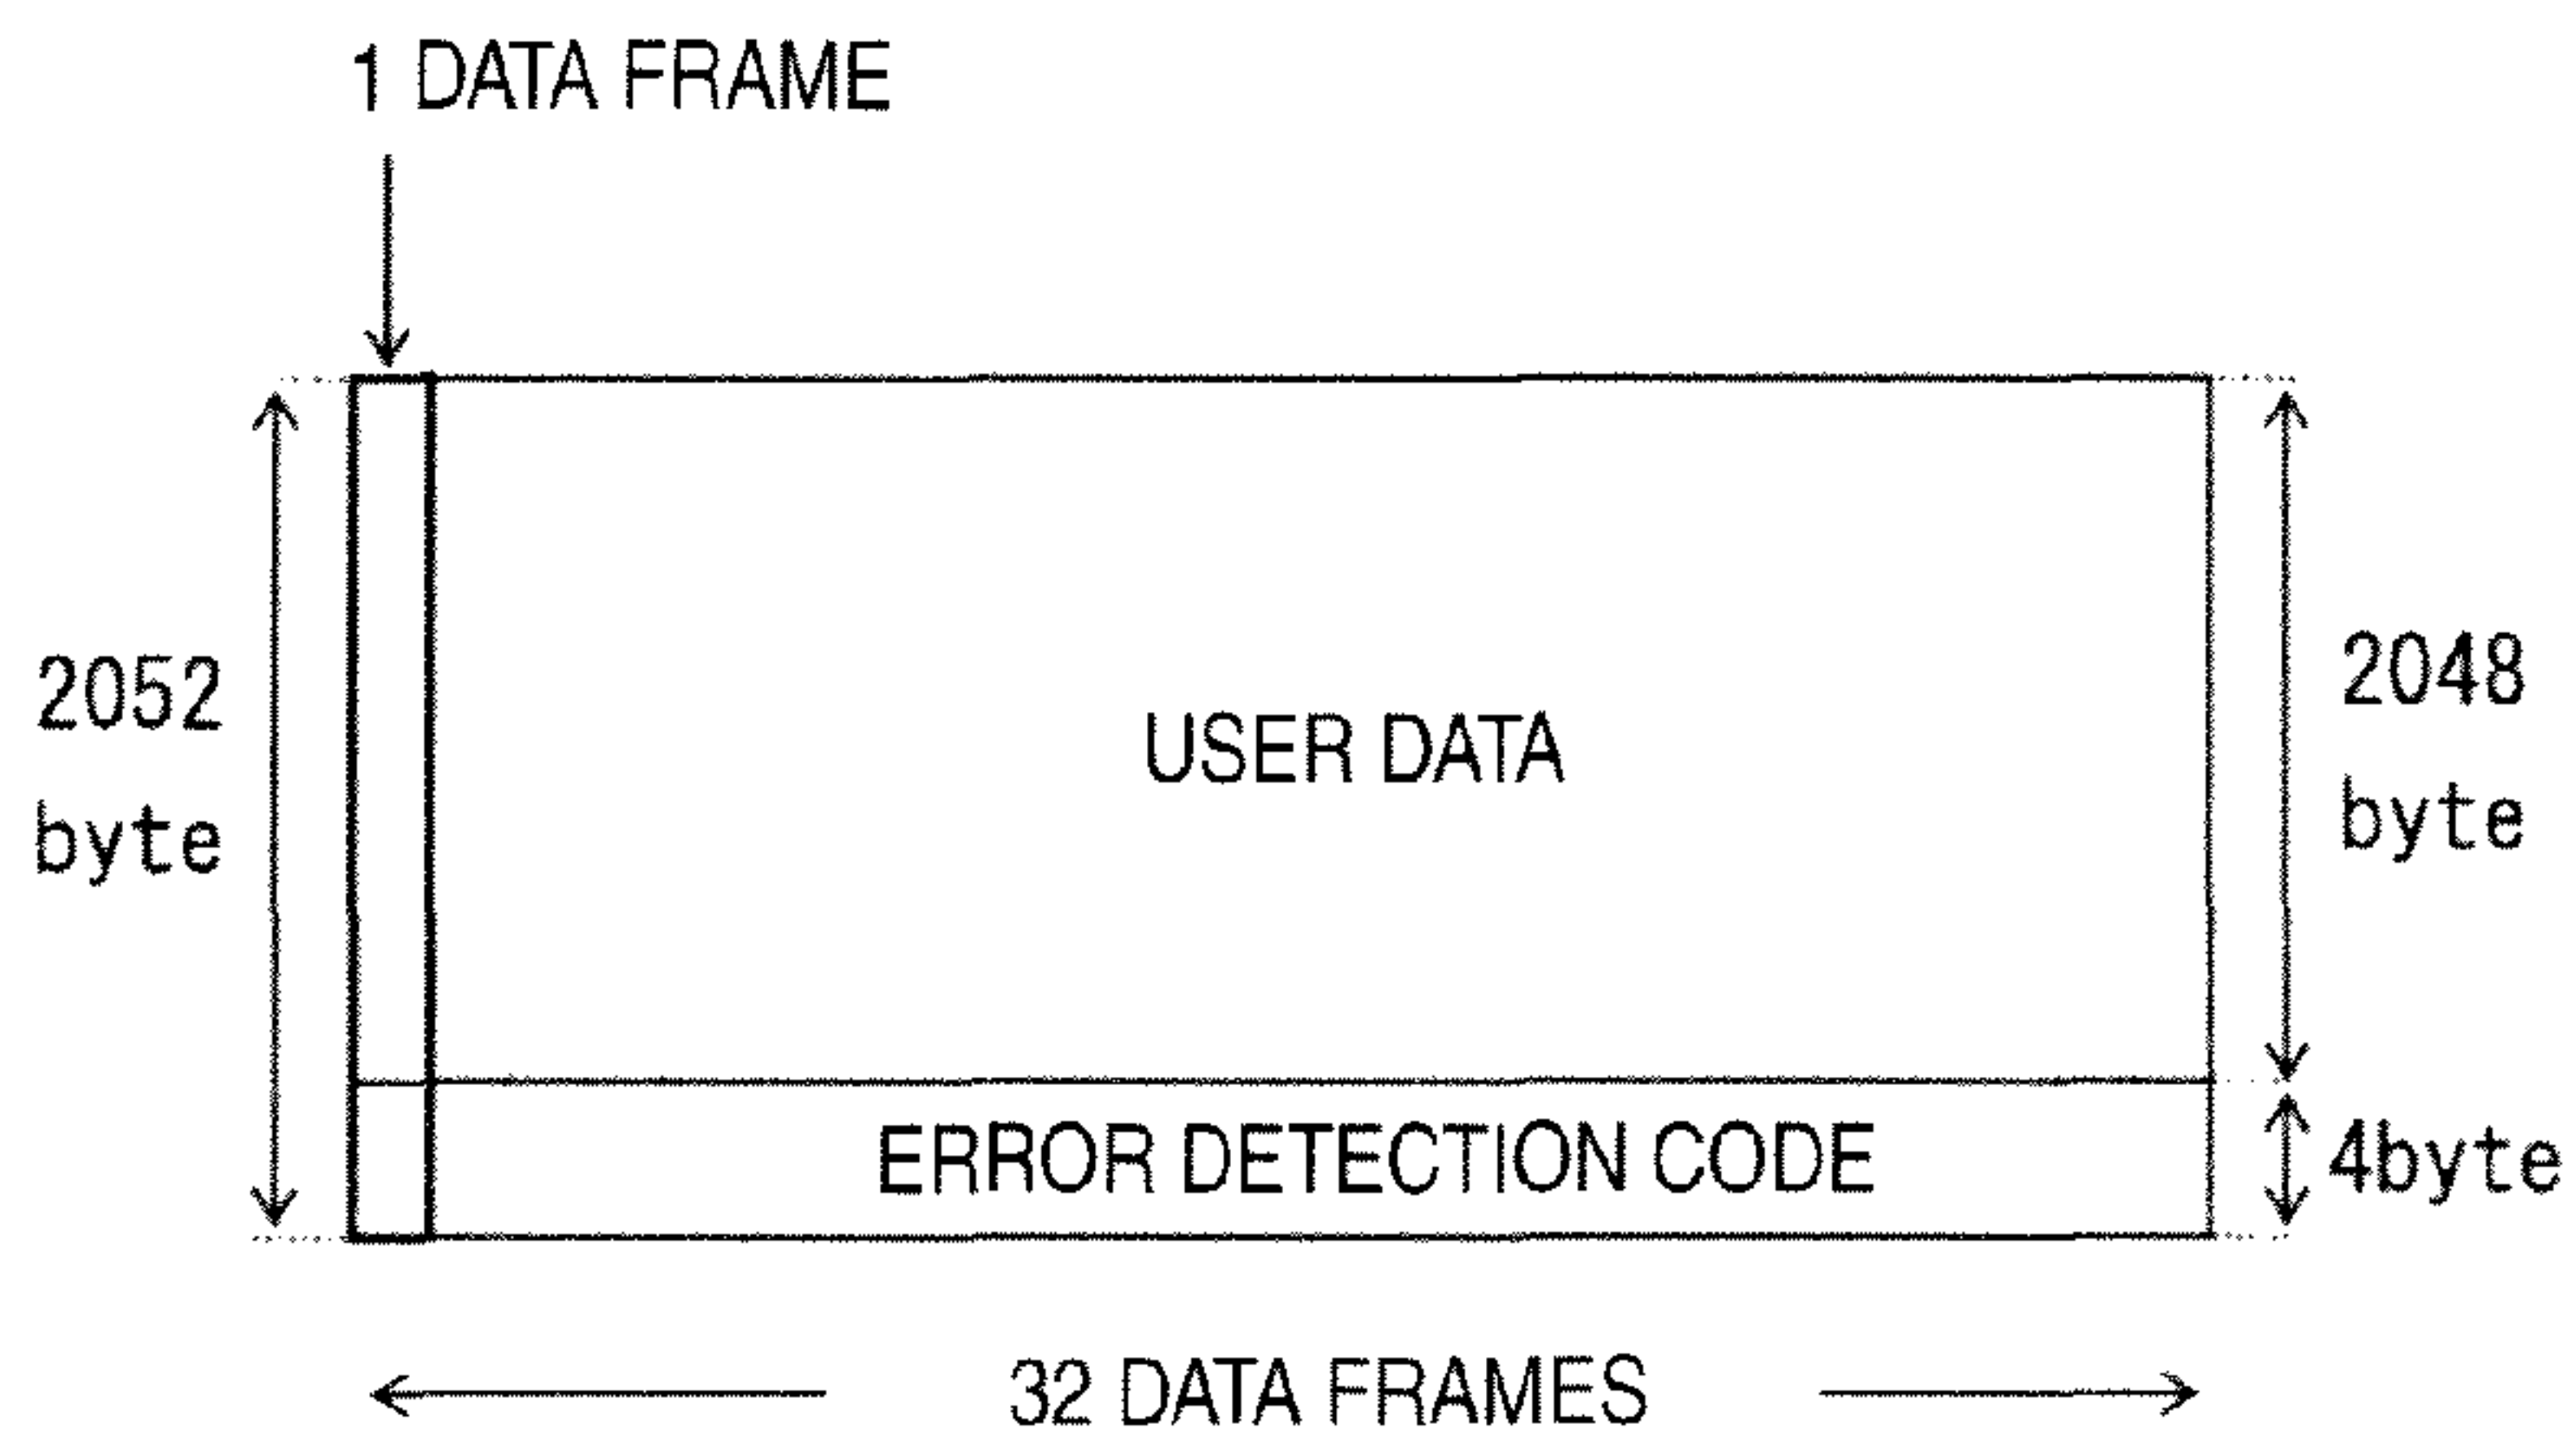 1 DATA FRAME
2052
byte
USER DATA
2048
byte
ERROR DETECTION CODE
4byte
32 DATA FRAMES